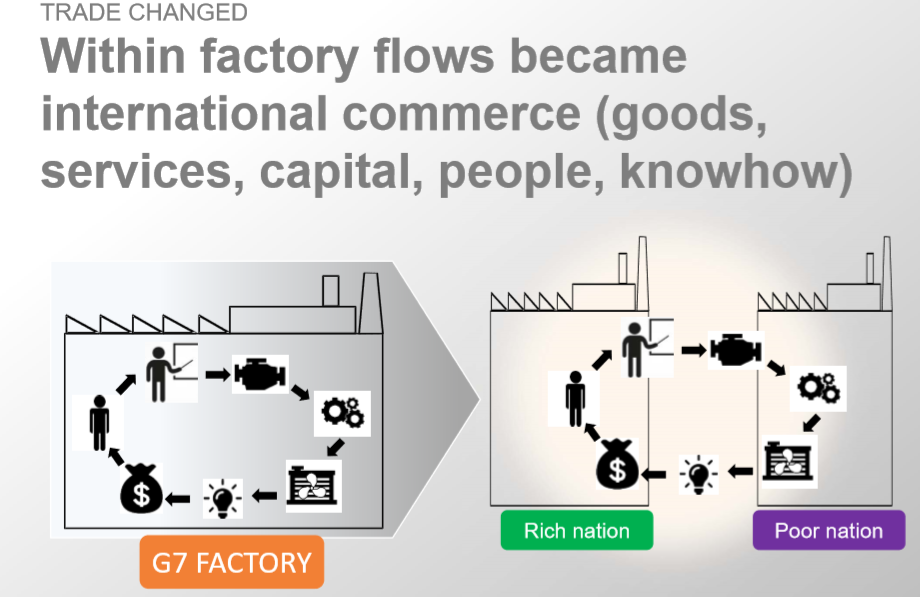 TRADE CHANGED
Within factory flows became
international commerce (goods,
services, capital, people, knowhow)
$
$
Rich nation
Poor nation
G7 FACTORY